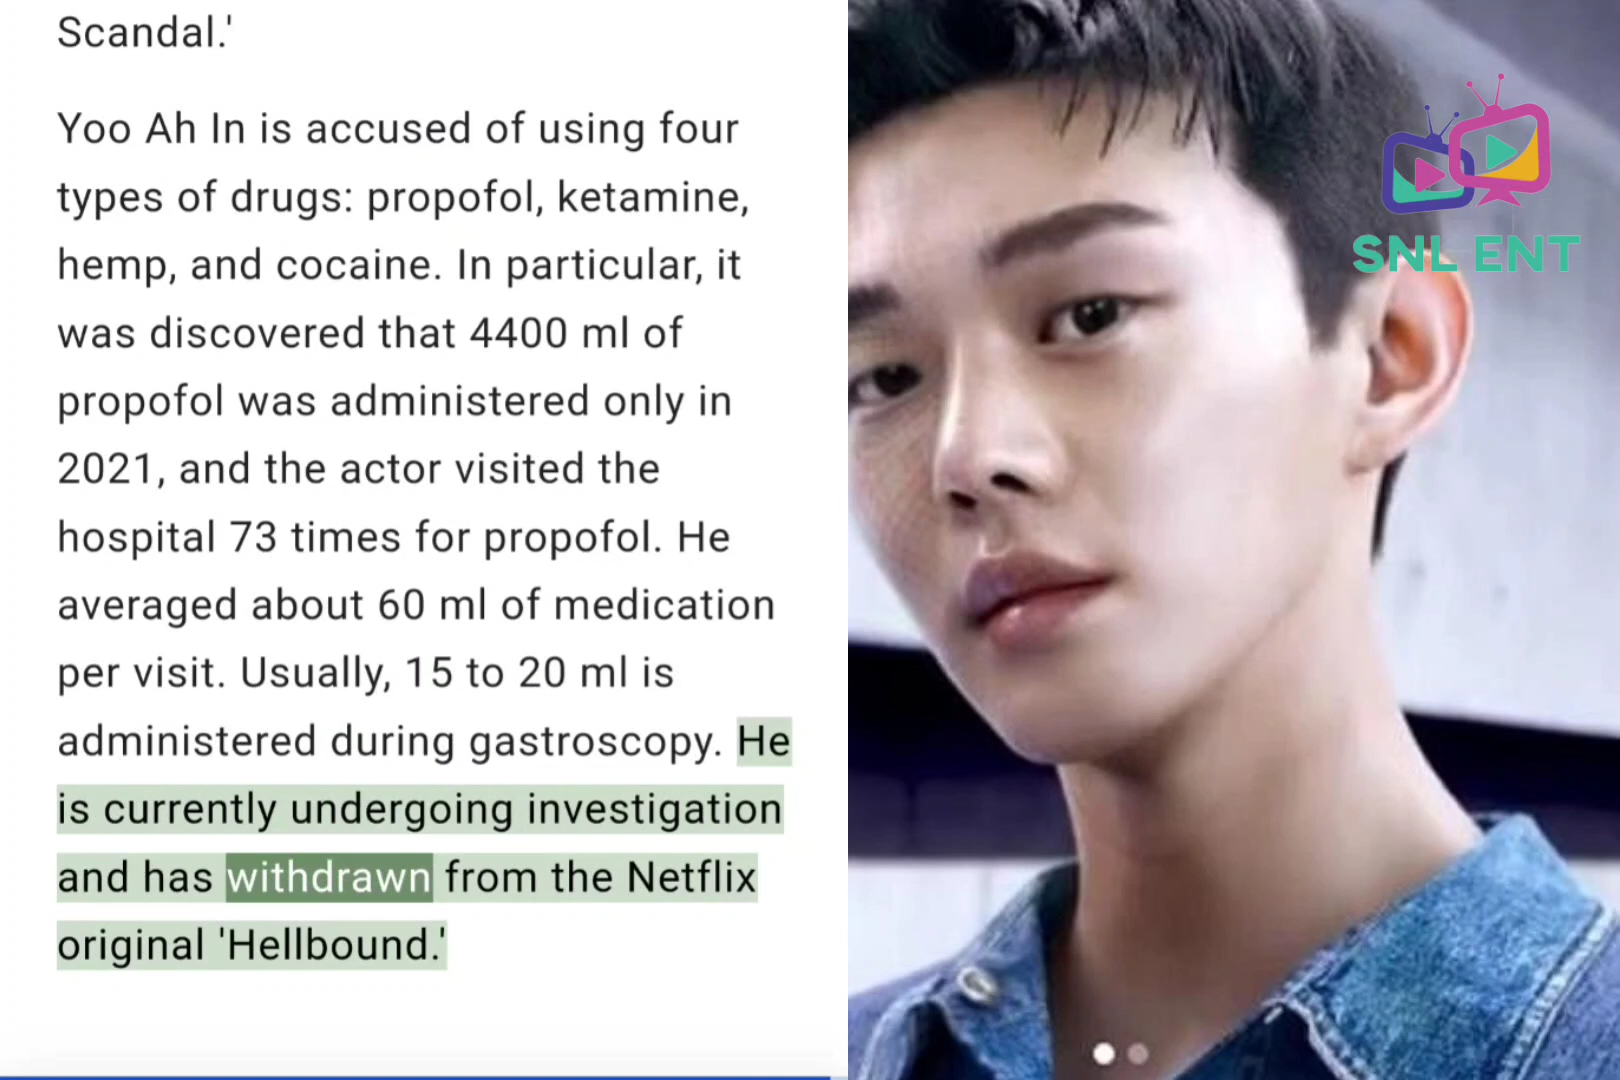 Scandal.'
Yoo Ah In is accused of using four
types of drugs: propofol, ketamine,
hemp, and cocaine. In particular, it
was discovered that 4400 ml of
propofol was administered only in
2021, and the actor visited the
hospital 73 times for propofol. He
averaged about 60 ml of medication
per visit. Usually, 15 to 20 ml is
administered during gastroscopy. He
is currently undergoing investigation
and has withdrawn from the Netflix
original 'Hellbound.'
SNL ENT